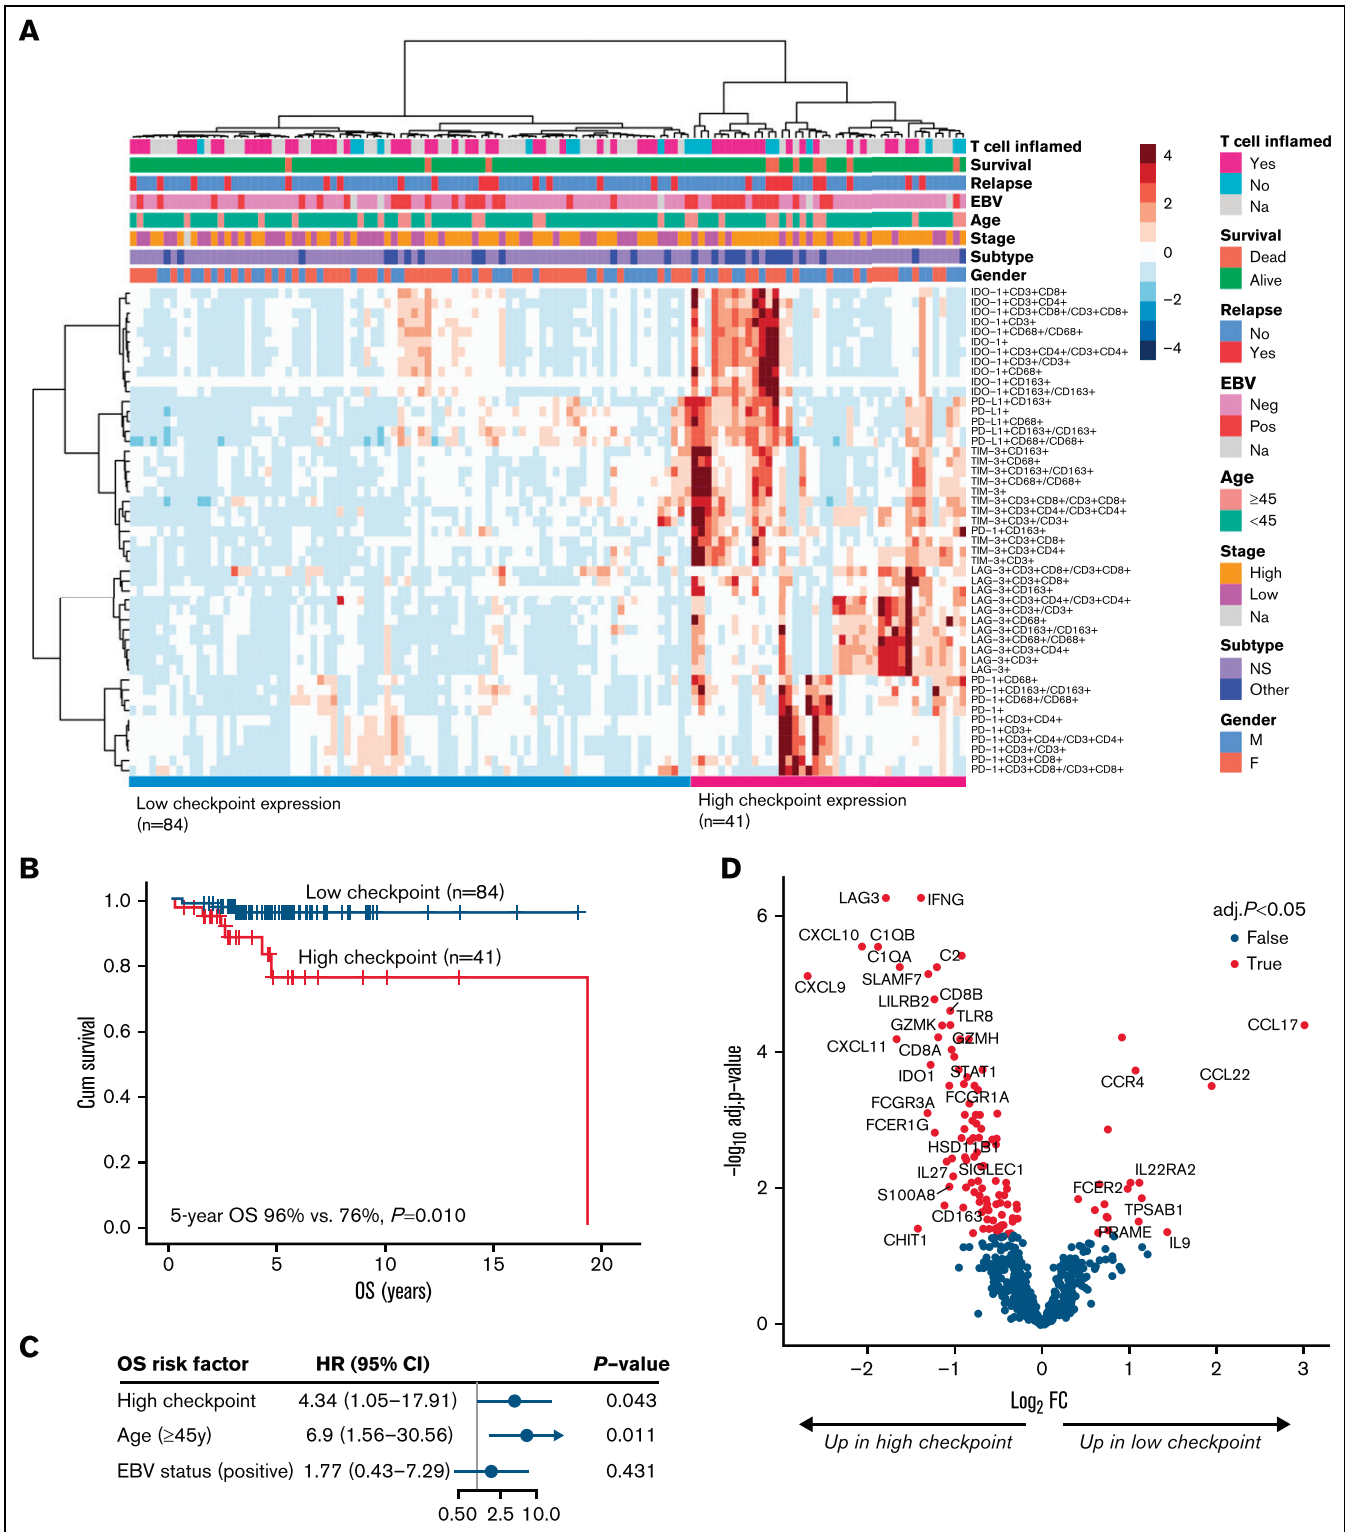 A
T cell inflamed
Survival
Relapse
EBV
Age
Stage
Subtype
Gender
IDO-1+CD3+CD8+
IDO-1+CD3+CD4+
IDO-1+CD3+CD8+/CD3+CD8+
IDO-1+CD3+
IDO-1+CD68+/CD68+
IDO-1+
IDO-1+CD3+CD4+/CD3+CD4+
IDO-1+CD3+/CD3+
IDO-1+CD68+
IDO-1+CD163+
IDO-1+CD163+/CD163+
PD-L1+CD163+
PD-L1+
PD-L1+CD68+
PD-L1+CD163+/CD163+
PD-L1+CD68+/CD68+
TIM-3+CD163+
TIM-3+CD68+
TIM-3+CD163+/CD163+
TIM-3+CD68+/CD68+
TIM-3+
TIM-3+CD3+CD8+/CD3+CD8+
TIM-3+CD3+CD4+/CD3+CD4+
TIM-3+CD3+/CD3+
PD-1+CD163+
TIM-3+CD3+CD8+
TIM-3+CD3+CD4+
TIM-3+CD3+
LAG-3+CD3+CD8+/CD3+CD8+
LAG-3+CD3+CD8+
LAG-3+CD163+
LAG-3+CD3+CD4+/CD3+CD4+
LAG-3+CD3+/CD3+
LAG-3+CD68+
LAG-3+CD163+/CD163+
LAG-3+CD68+/CD68+
LAG-3+CD3+CD4+
LAG-3+CD3+
LAG-3+
PD-1+CD68+
PD-1+CD163+/CD163+
PD-1+CD68+/CD68+
PD-1+
PD-1+CD3+CD4+
PD-1+CD3+
PD-1+CD3+CD4+/CD3+CD4+
PD-1+CD3+/CD3+
PD-1+CD3+CD8+
PD-1+CD3+CD8+/CD3+CD8+
4
2
0
−2
−4
T cell inflamed
Yes
No
Na
Survival
Dead
Alive
Relapse
No
Yes
EBV
Neg
Pos
Na
Age
≥45
<45
Stage
High
Low
Na
Subtype
NS
Other
Gender
M
F
Low checkpoint expression
(n=84)
High checkpoint expression
(n=41)
B
Cum survival
1.0
0.8
0.6
0.4
0.2
0.0
Low checkpoint (n=84)
High checkpoint (n=41)
5-year OS 96% vs. 76%, P=0.010
0 5 10 15 20
OS (years)
C
OS risk factor HR (95% CI) P-value
High checkpoint 4.34 (1.05–17.91) 0.043
Age (≥45y) 6.9 (1.56–30.56) 0.011
EBV status (positive) 1.77 (0.43–7.29) 0.431
0.50 2.5 10.0
D
-log10 adj.p-value
6
4
2
0
adj.P<0.05
False
True
LAG3
IFNG
CXCL10
C1QB
C1QA
C2
CXCL9
SLAMF7
LILRB2
CD8B
TLR8
GZMK
GZMH
CXCL11
CD8A
IDO1
STAT1
FCGR3A
FCGR1A
FCER1G
HSD11B1
IL27
SIGLEC1
S100A8
CD163
CHIT1
CCL17
CCR4
CCL22
IL22RA2
FCER2
TPSAB1
PRAME
IL9
−2 −1 0 1 2 3
Log2 FC
Up in high checkpoint
Up in low checkpoint